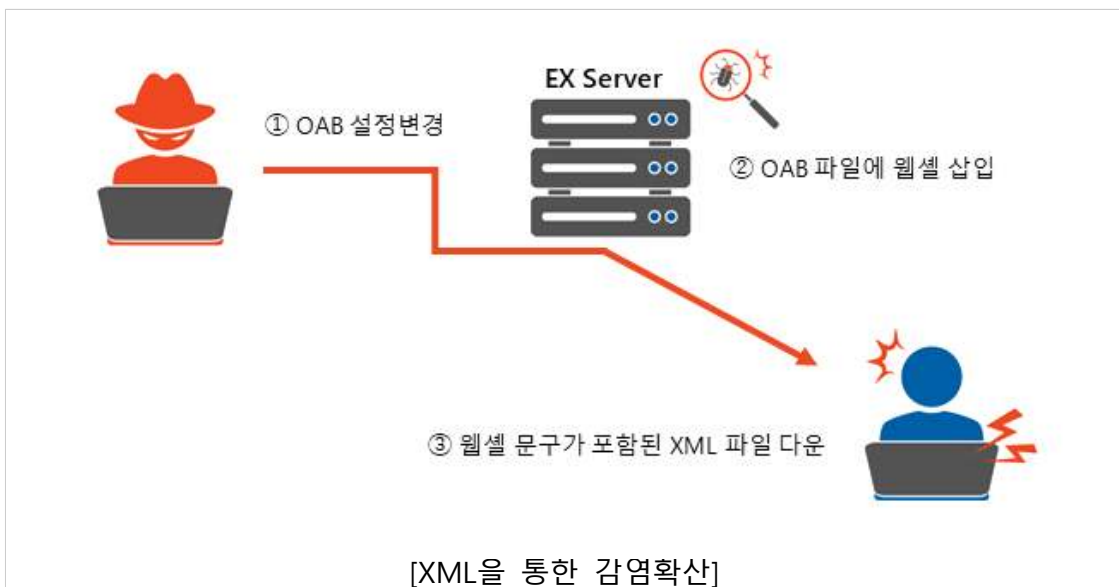 ① OAB 설정변경
EX Server
② OAB 파일에 웹셸 삽입
③ 웹셸 문구가 포함된 XML 파일 다운
[XML을 통한 감염확산]